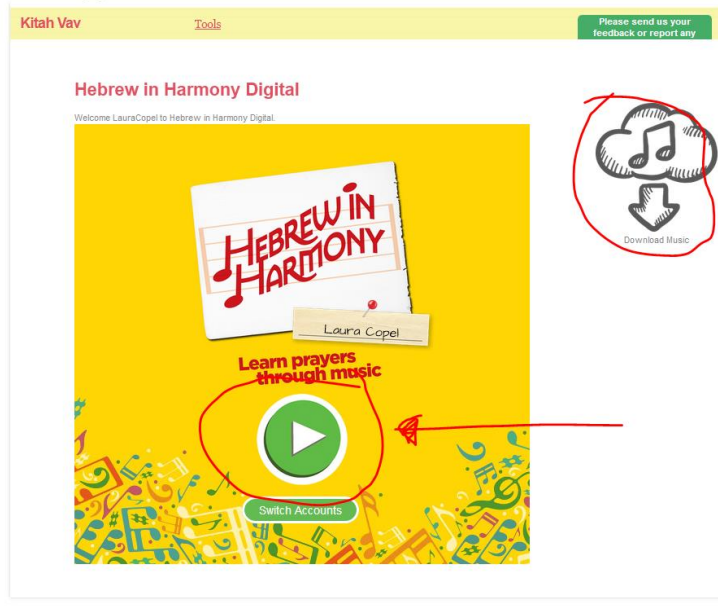 Kitah Vav
Tools
Please send us your
feedback or report any
Hebrew in Harmony Digital
Welcome LauraCopel to Hebrew in Harmony Digital.
HEBREW IN
HARMONY
Laura Copel
Learn prayers
through music
Switch Accounts
Download Music